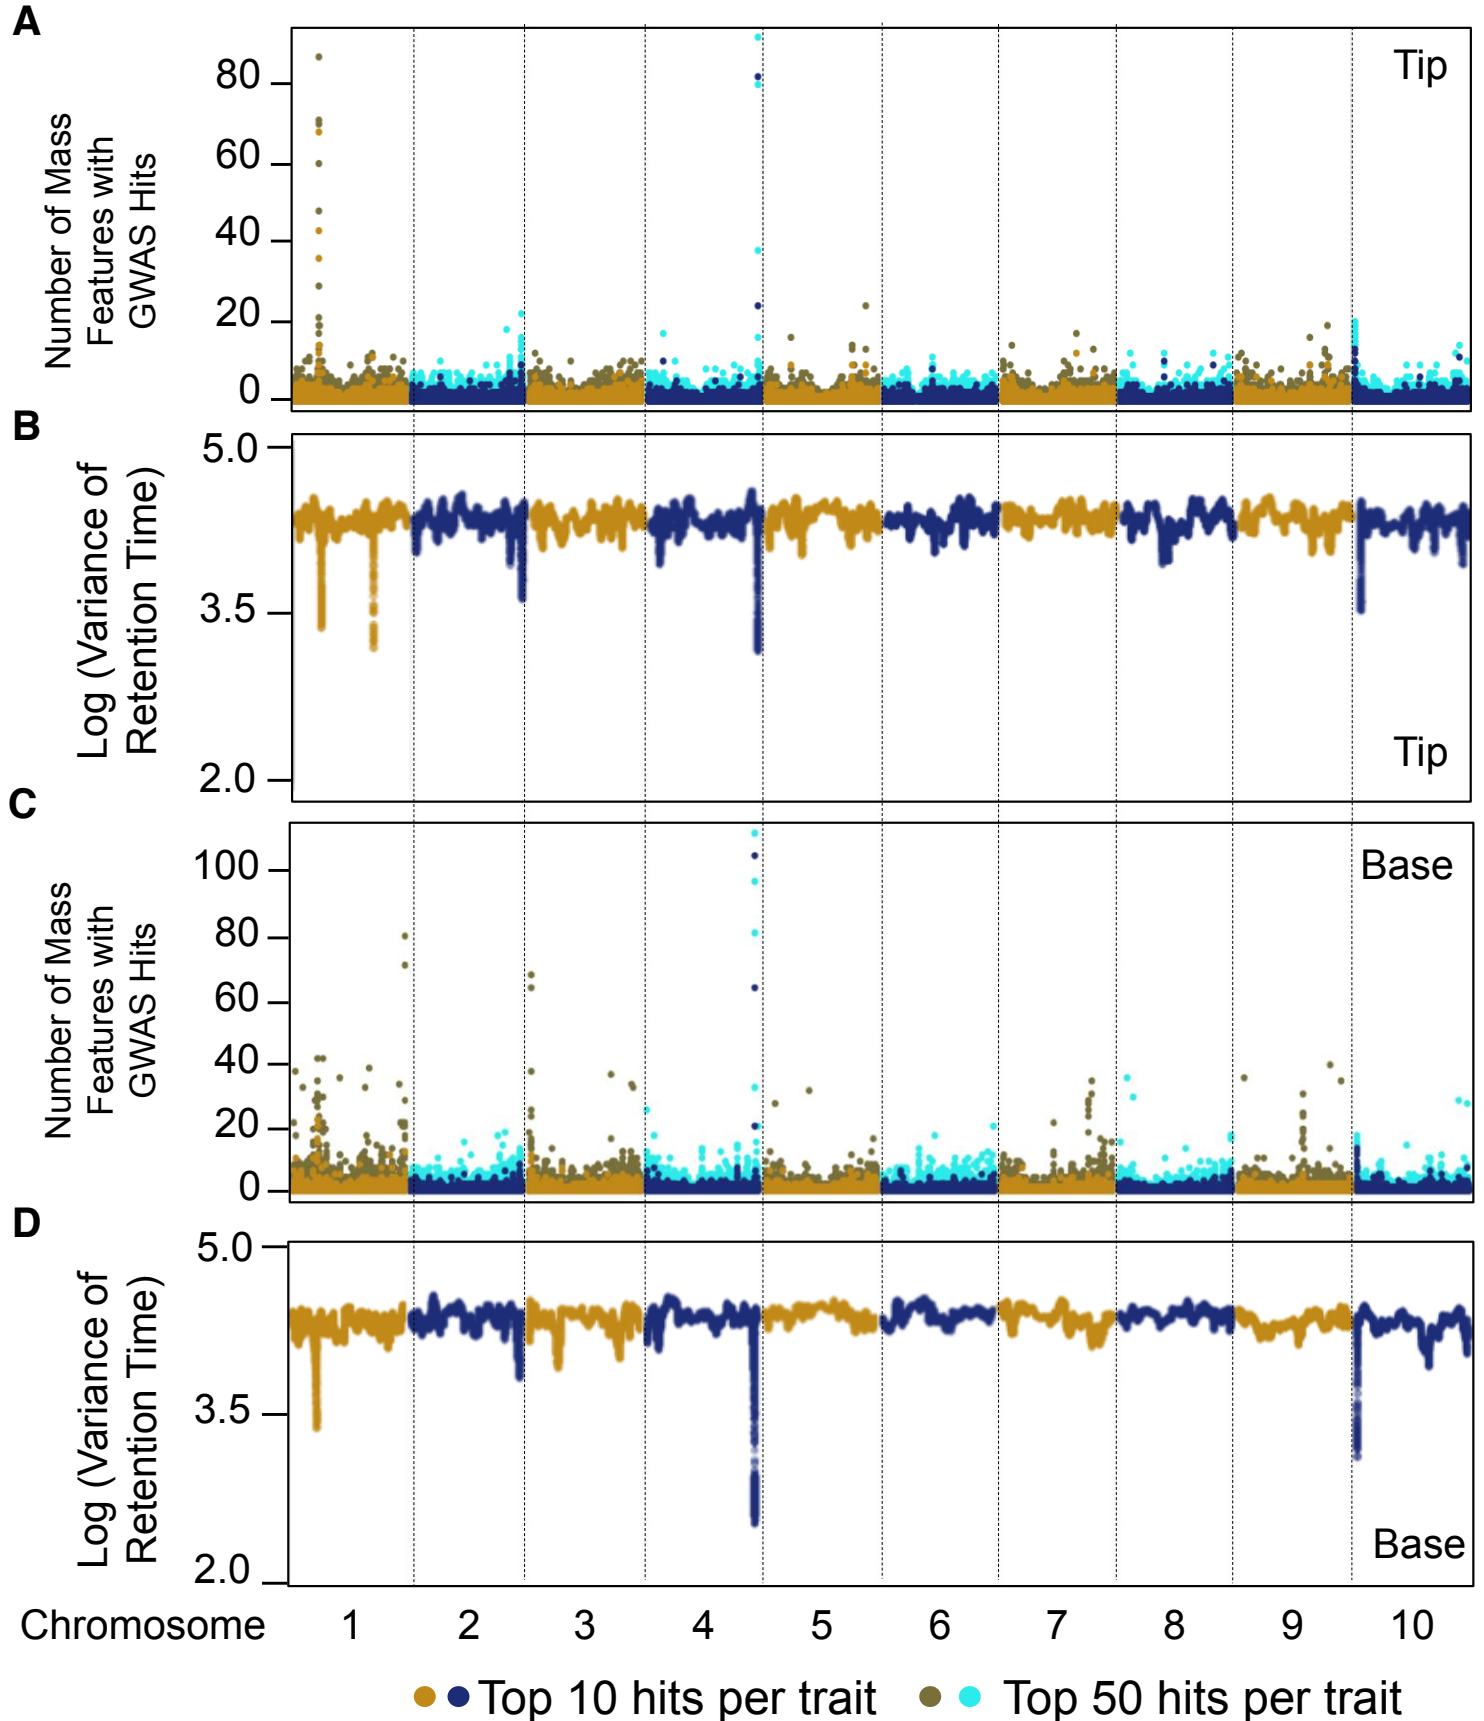 A
Tip
Number of Mass
Features with
GWAS Hits
80
60
40
20
0
B
Log (Variance of
Retention Time)
5.0
3.5
2.0
Tip
C
Base
Number of Mass
Features with
GWAS Hits
100
80
60
40
20
0
D
Log (Variance of
Retention Time)
5.0
3.5
2.0
Base
Chromosome 1 2 3 4 5 6 7 8 9 10
Top 10 hits per trait Top 50 hits per trait